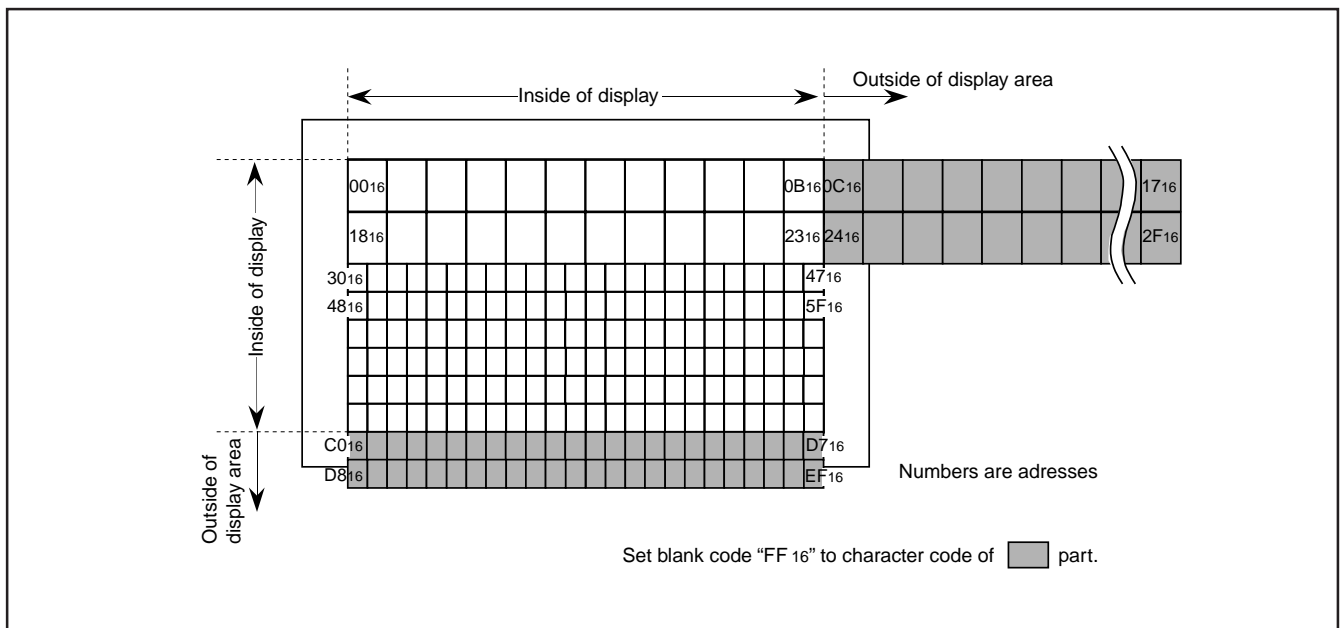 Outside of display area
Inside of display
0016 0B16 0C16 1716
1816 2316 2416 2F16
3016 4716
4816 5F16
Inside of display
C016 D716
D816 EF16
Outside of
display area
Numbers are adresses
Set blank code “FF 16” to character code of part.